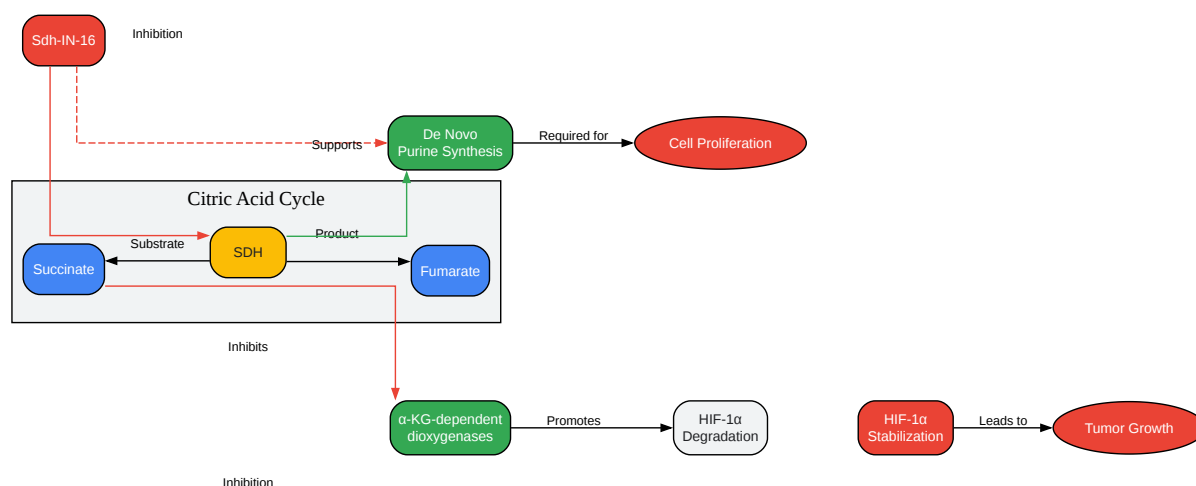 Sdh-IN-16
Inhibition
De Novo
Purine Synthesis
Supports
Required for
Cell Proliferation
Citric Acid Cycle
Product
Substrate
SDH
Succinate
Fumarate
Inhibits
α-KG-dependent
dioxygenases
Promotes
HIF-1α
Degradation
HIF-1α
Stabilization
Leads to
Tumor Growth
Inhibition